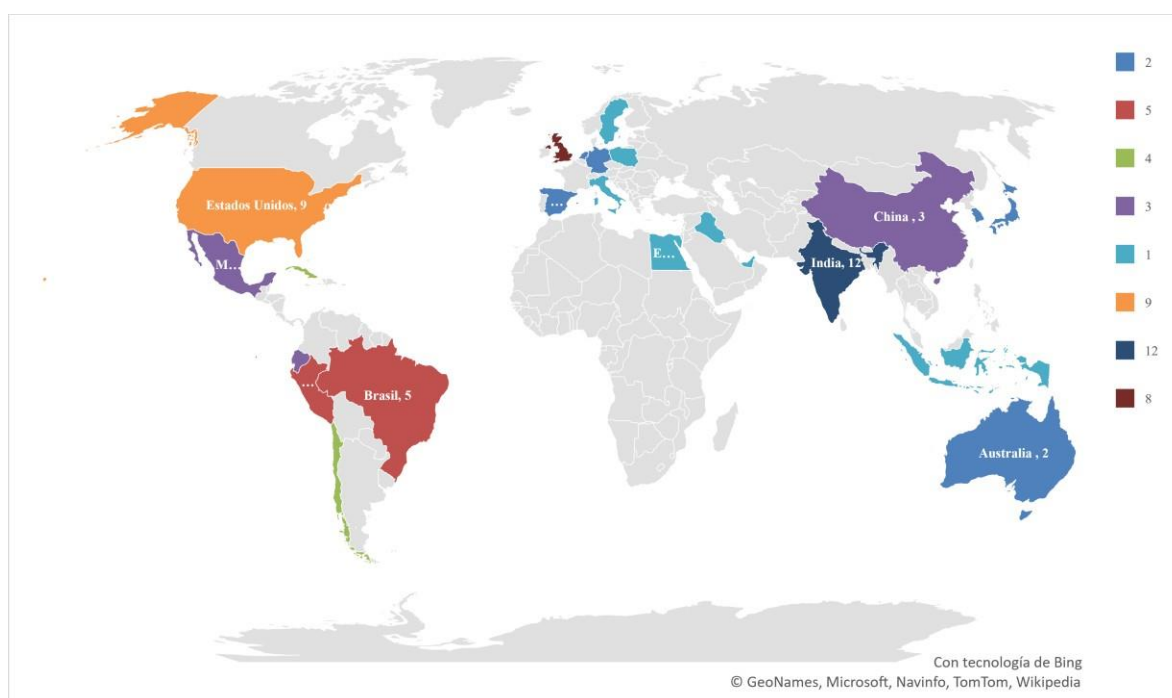 2
5
4
3
1
9
12
8
Estados Unidos, 9
M...
...
Brasil, 5
...
E...
China , 3
India, 12
Australia , 2
Con tecnología de Bing
© GeoNames, Microsoft, Navinfo, TomTom, Wikipedia